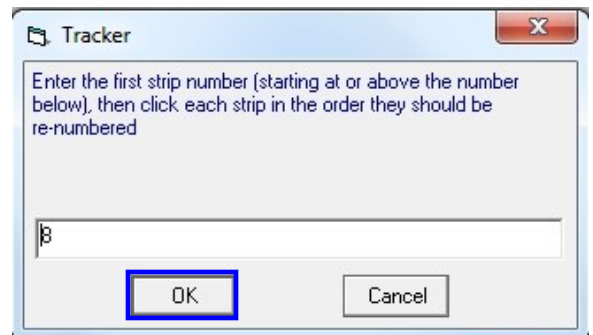 Tracker
Enter the first strip number (starting at or above the number
below), then click each strip in the order they should be
re-numbered
8
OK
Cancel